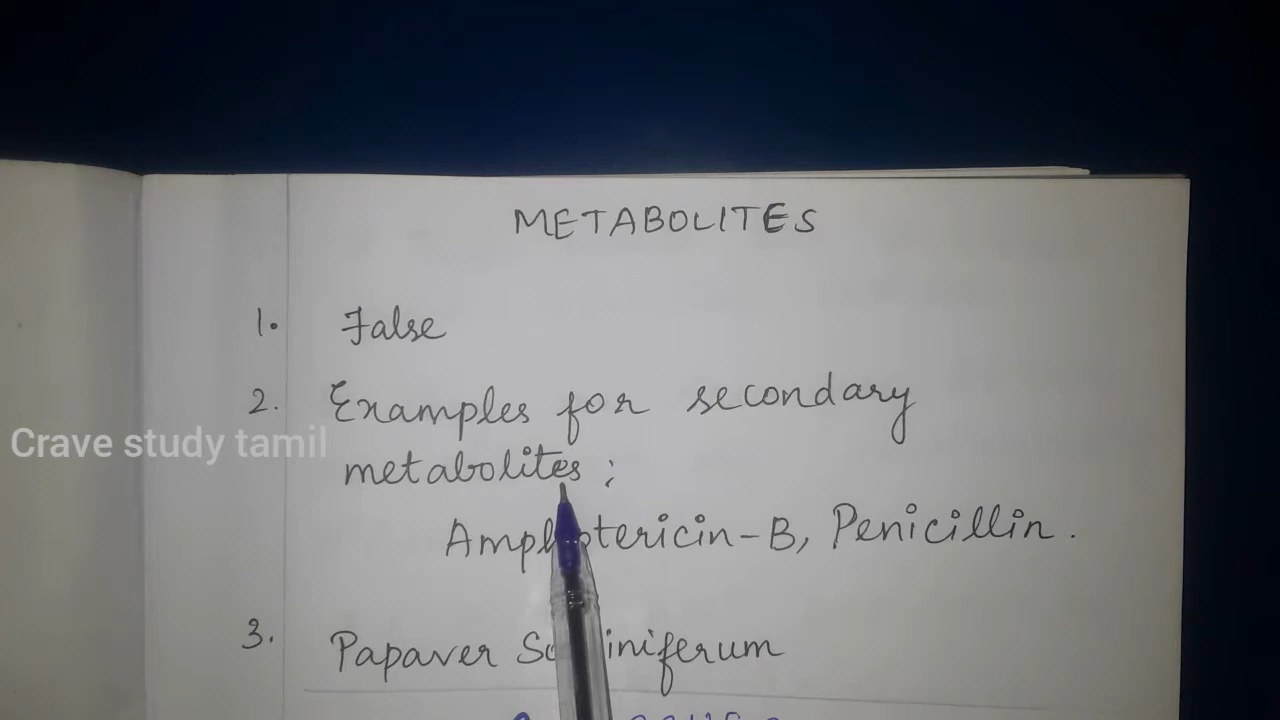 METABOLITES
1. False
2. Examples for secondary
metabolites ;
Crave study tamil
-B, Penicillin.
3. Papaver